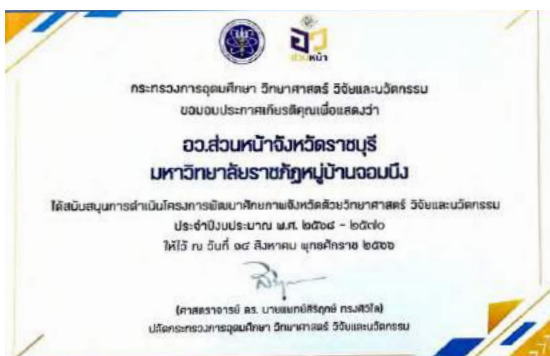 อว
ส่วนหน้า
กระทรวงการอุดมศึกษา วิทยาศาสตร์ วิจัยและนวัตกรรม
ขอมอบประกาศเกียรติคุณเพื่อแสดงว่า
อว.ส่วนหน้าจังหวัดราชบุรี
มหาวิทยาลัยราชภัฏหมู่บ้านจอมบึง
ได้สนับสนุนการดำเนินโครงการพัฒนาศักยภาพจังหวัดด้วยวิทยาศาสตร์ วิจัยและนวัตกรรม
ประจำปีงบประมาณ พ.ศ. ๒๕๖๘ - ๒๕๗๐
ให้ไว้ ณ วันที่ ๑๔ สิงหาคม พุทธศักราช ๒๕๖๖
(ศาสตราจารย์ ดร. นายแพทย์สิริฤกษ์ ทรงศิวิไล)
ปลัดกระทรวงการอุดมศึกษา วิทยาศาสตร์ วิจัยและนวัตกรรม